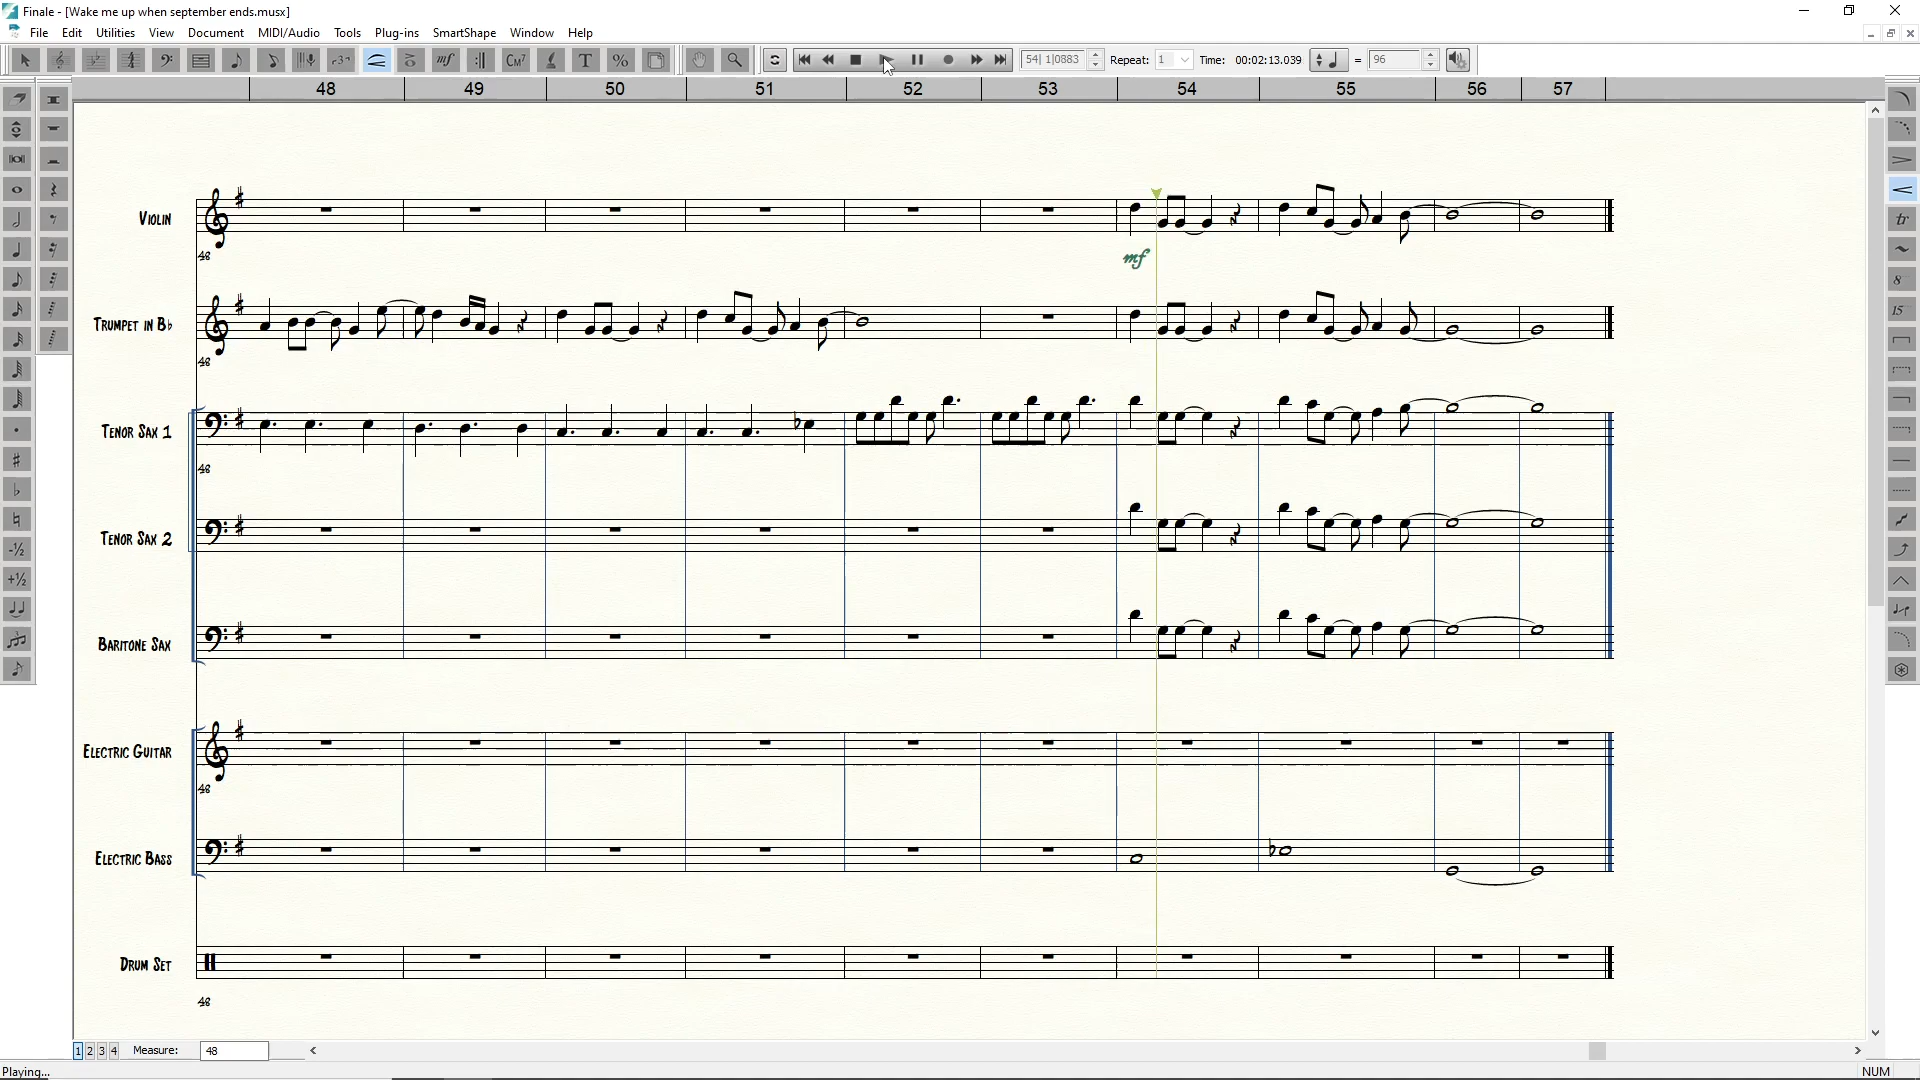 Finale - [Wake me up when september ends.musx]
File Edit Utilities View Document MIDI/Audio Tools Plug-ins SmartShape Window Help
54| 1|0883 Repeat: 1 Time: 00:02:13.039 = 96
48 49 50 51 52 53 54 55 56 57
Violin
48
mf
Trumpet in B♭
48
Tenor Sax 1
48
Tenor Sax 2
Baritone Sax
Electric Guitar
48
Electric Bass
Drum Set
48
1 2 3 4 Measure: 48
Playing...
NUM